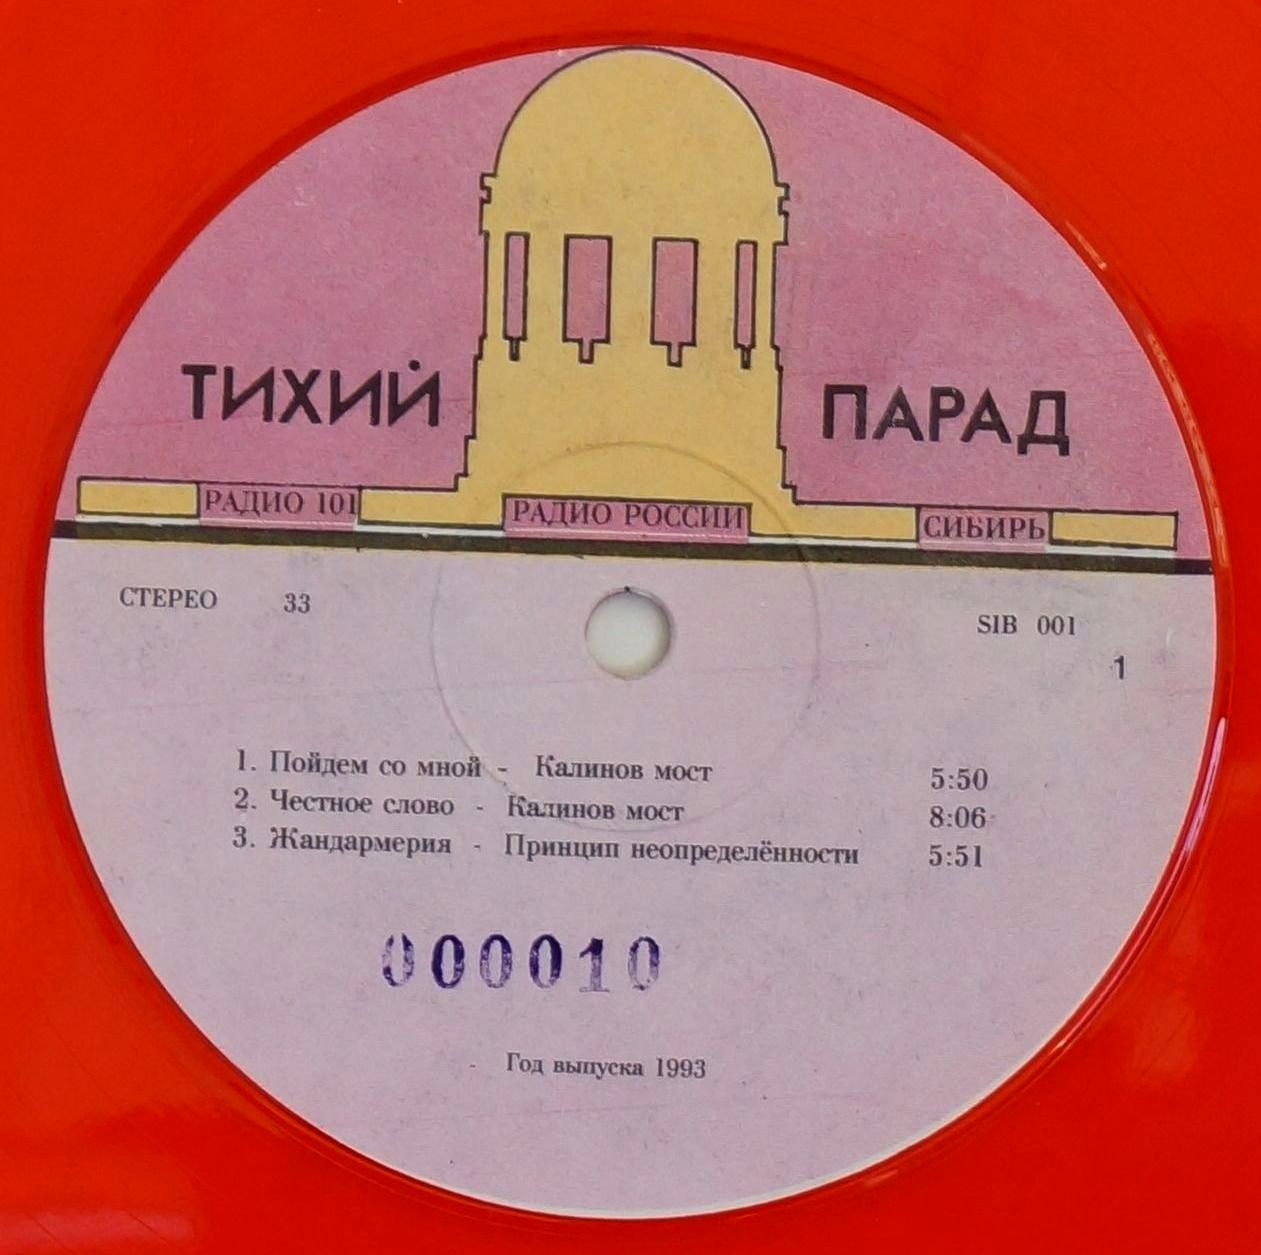 ТИХИЙ ПАРАД
РАДИО 101 РАДИО РОССИИ СИБИРЬ
СТЕРЕО 33
SIB 001
1
1. Пойдем со мной - Калинов мост 5:50
2. Честное слово - Калинов мост 8:06
3. Жандармерия - Принцип неопределённости 5:51
000010
Год выпуска 1993